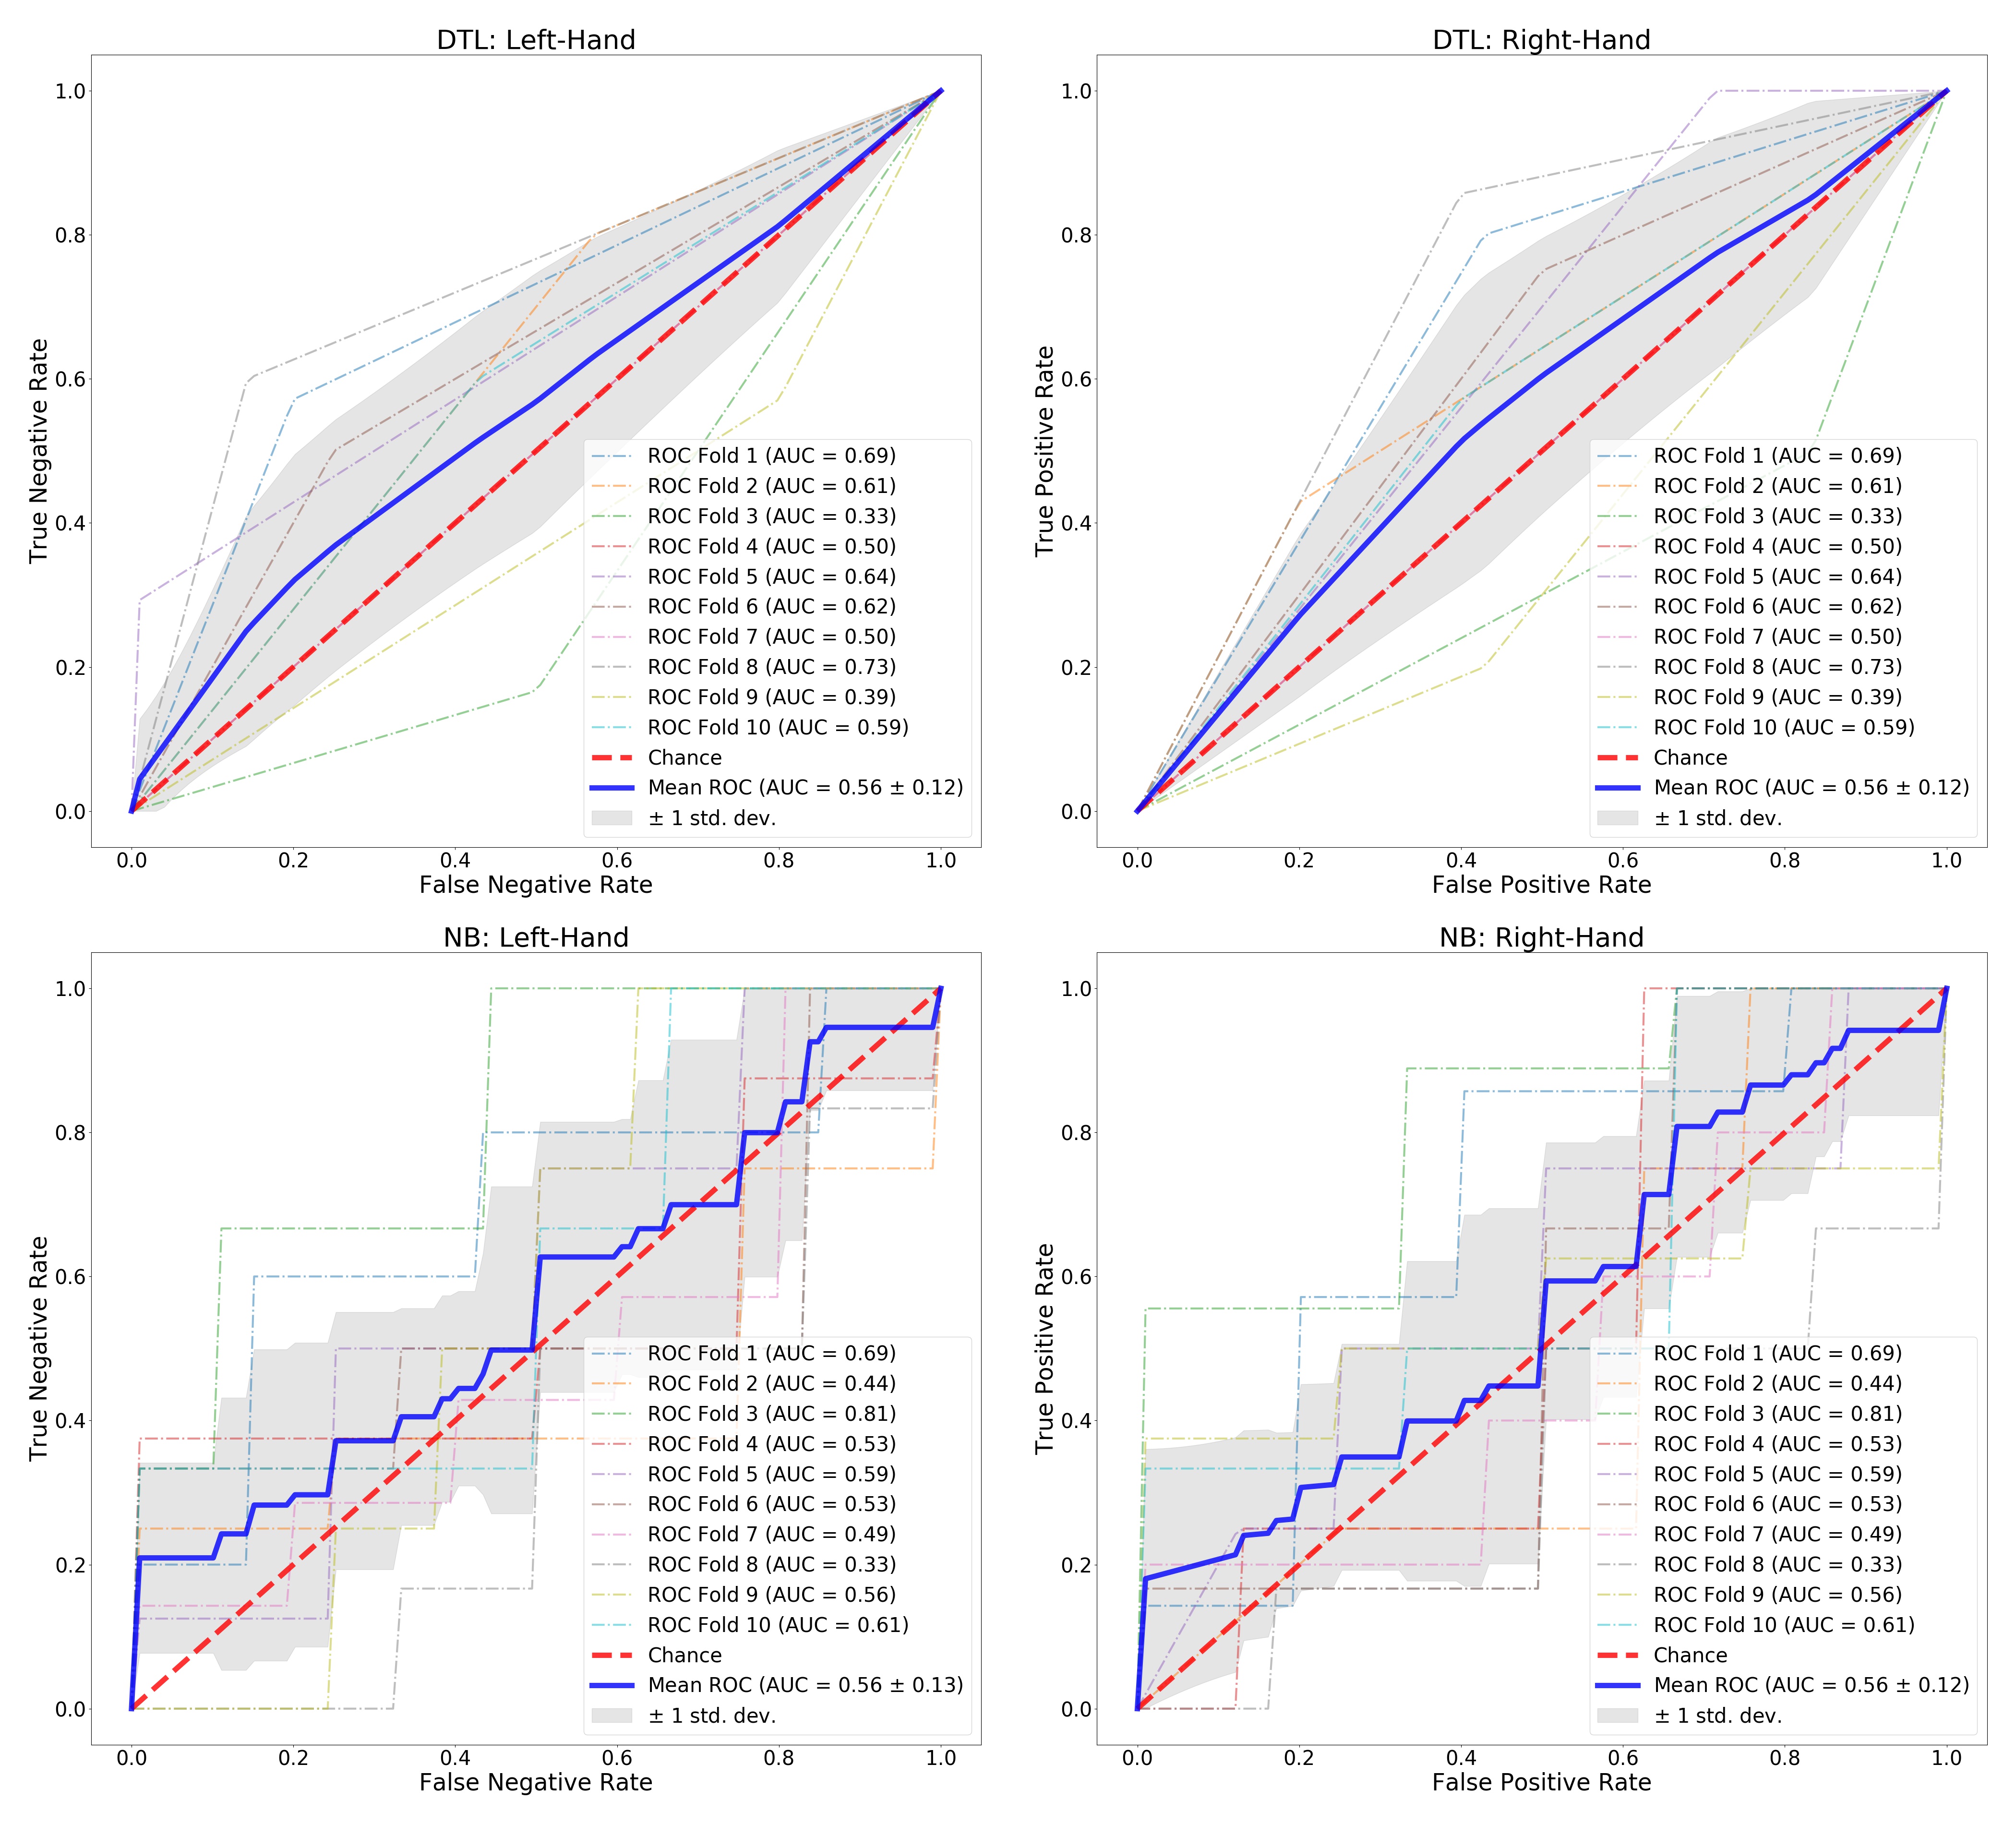 DTL: Left-Hand
True Negative Rate
1.0
0.8
0.6
0.4
0.2
0.0
ROC Fold 1 (AUC = 0.69)
ROC Fold 2 (AUC = 0.61)
ROC Fold 3 (AUC = 0.33)
ROC Fold 4 (AUC = 0.50)
ROC Fold 5 (AUC = 0.64)
ROC Fold 6 (AUC = 0.62)
ROC Fold 7 (AUC = 0.50)
ROC Fold 8 (AUC = 0.73)
ROC Fold 9 (AUC = 0.39)
ROC Fold 10 (AUC = 0.59)
Chance
Mean ROC (AUC = 0.56 ± 0.12)
± 1 std. dev.
0.0 0.2 0.4 0.6 0.8 1.0
False Negative Rate
DTL: Right-Hand
True Positive Rate
1.0
0.8
0.6
0.4
0.2
0.0
ROC Fold 1 (AUC = 0.69)
ROC Fold 2 (AUC = 0.61)
ROC Fold 3 (AUC = 0.33)
ROC Fold 4 (AUC = 0.50)
ROC Fold 5 (AUC = 0.64)
ROC Fold 6 (AUC = 0.62)
ROC Fold 7 (AUC = 0.50)
ROC Fold 8 (AUC = 0.73)
ROC Fold 9 (AUC = 0.39)
ROC Fold 10 (AUC = 0.59)
Chance
Mean ROC (AUC = 0.56 ± 0.12)
± 1 std. dev.
0.0 0.2 0.4 0.6 0.8 1.0
False Positive Rate
NB: Left-Hand
True Negative Rate
1.0
0.8
0.6
0.4
0.2
0.0
ROC Fold 1 (AUC = 0.69)
ROC Fold 2 (AUC = 0.44)
ROC Fold 3 (AUC = 0.81)
ROC Fold 4 (AUC = 0.53)
ROC Fold 5 (AUC = 0.59)
ROC Fold 6 (AUC = 0.53)
ROC Fold 7 (AUC = 0.49)
ROC Fold 8 (AUC = 0.33)
ROC Fold 9 (AUC = 0.56)
ROC Fold 10 (AUC = 0.61)
Chance
Mean ROC (AUC = 0.56 ± 0.13)
± 1 std. dev.
0.0 0.2 0.4 0.6 0.8 1.0
False Negative Rate
NB: Right-Hand
True Positive Rate
1.0
0.8
0.6
0.4
0.2
0.0
ROC Fold 1 (AUC = 0.69)
ROC Fold 2 (AUC = 0.44)
ROC Fold 3 (AUC = 0.81)
ROC Fold 4 (AUC = 0.53)
ROC Fold 5 (AUC = 0.59)
ROC Fold 6 (AUC = 0.53)
ROC Fold 7 (AUC = 0.49)
ROC Fold 8 (AUC = 0.33)
ROC Fold 9 (AUC = 0.56)
ROC Fold 10 (AUC = 0.61)
Chance
Mean ROC (AUC = 0.56 ± 0.12)
± 1 std. dev.
0.0 0.2 0.4 0.6 0.8 1.0
False Positive Rate